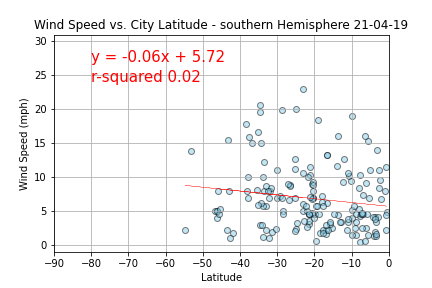 Wind Speed vs. City Latitude - southern Hemisphere 21-04-19
30
25
20
15
10
5
0
Wind Speed (mph)
y = -0.06x + 5.72
r-squared 0.02
−90 −80 −70 −60 −50 −40 −30 −20 −10 0
Latitude